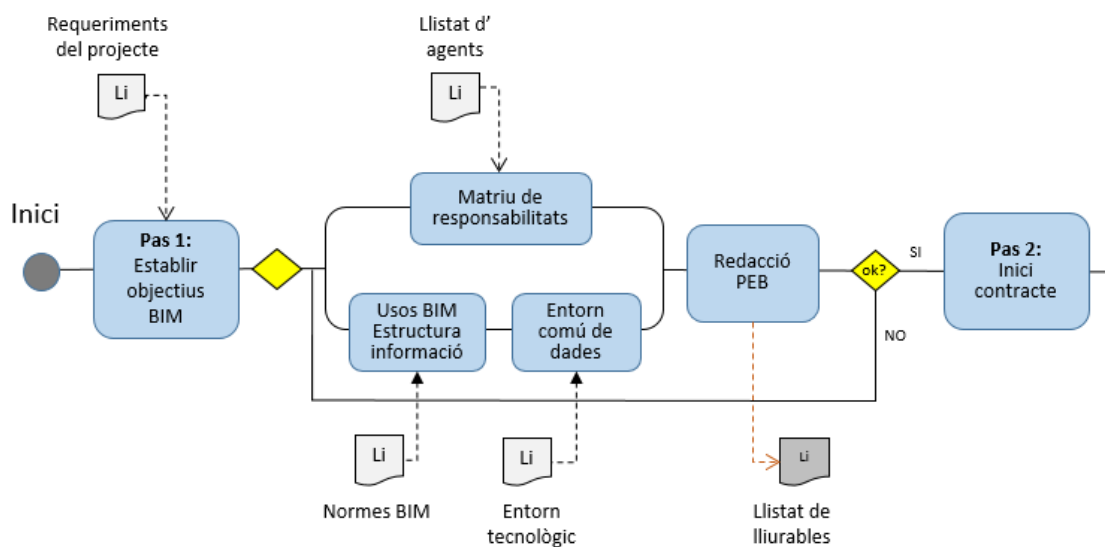 Requeriments
del projecte
Li
Llistat d’
agents
Li
Inici
Pas 1:
Establir
objectius
BIM
Matriu de
responsabilitats
Usos BIM
Estructura
informació
Entorn
comú de
dades
Redacció
PEB
ok?
SI
NO
Pas 2:
Inici
contracte
Li
Normes BIM
Li
Entorn
tecnològic
Li
Llistat de
lliurables